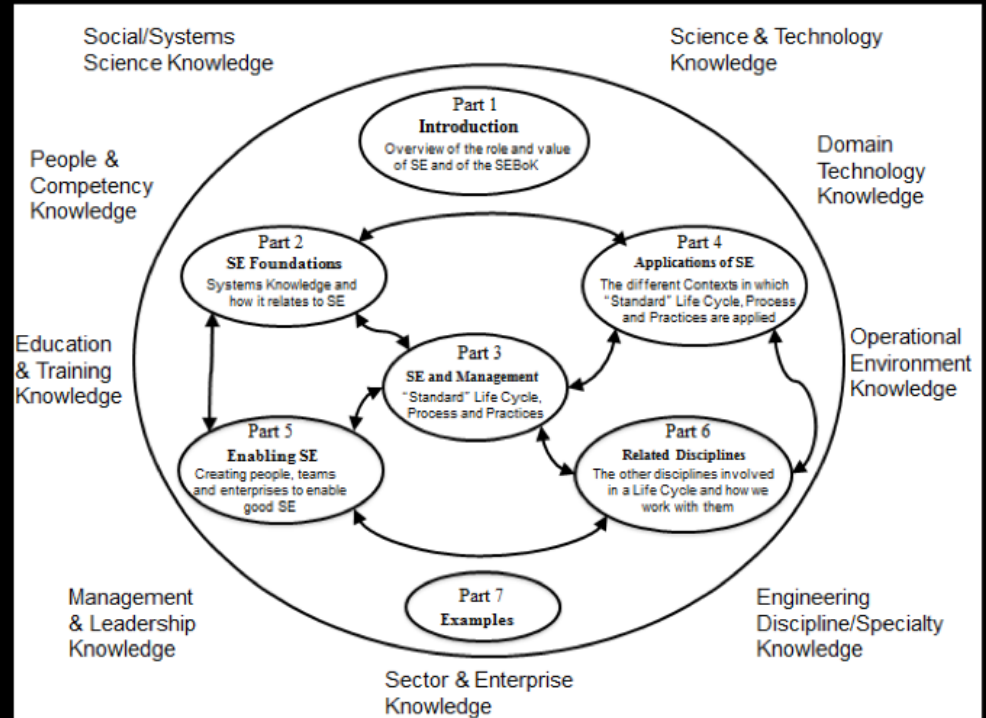 Social/Systems
Science Knowledge
Science & Technology
Knowledge
Part 1
Introduction
Overview of the role and value
of SE and of the SEBoK
People &
Competency
Knowledge
Domain
Technology
Knowledge
Part 2
SE Foundations
Systems Knowledge and
how it relates to SE
Part 4
Applications of SE
The different Contexts in which
"Standard" Life Cycle, Process
and Practices are applied
Education
& Training
Knowledge
Part 3
SE and Management
"Standard" Life Cycle,
Process and Practices
Operational
Environment
Knowledge
Part 5
Enabling SE
Creating people, teams
and enterprises to enable
good SE
Part 6
Related Disciplines
The other disciplines involved
in a Life Cycle and how we
work with them
Management
& Leadership
Knowledge
Part 7
Examples
Engineering
Discipline/Specialty
Knowledge
Sector & Enterprise
Knowledge